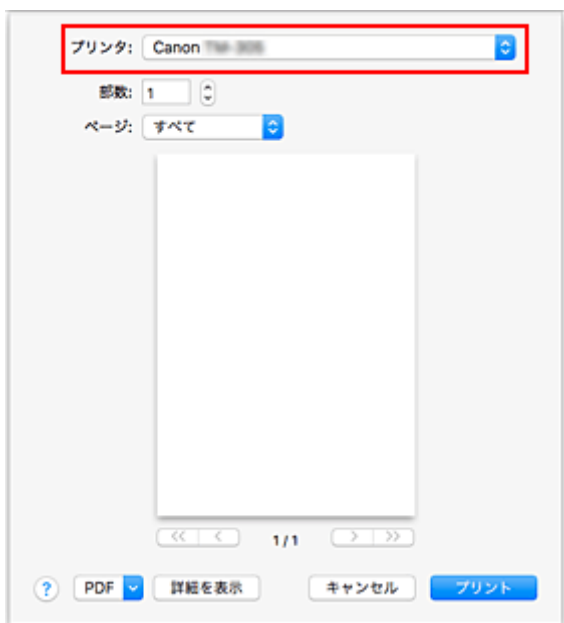 プリンタ: Canon
部数: 1
ページ: すべて
<< < 1/1 > >>
? PDF 詳細を表示 キャンセル プリント